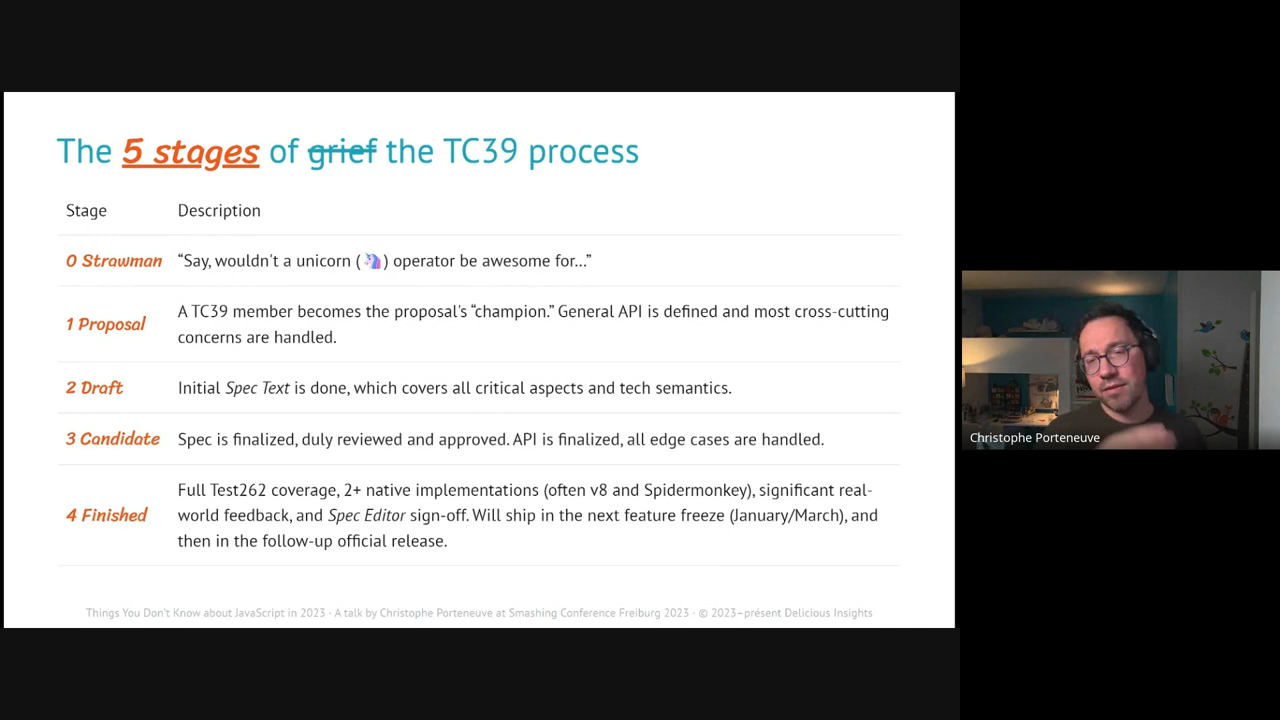 The 5 stages of grief the TC39 process
Stage Description
0 Strawman “Say, wouldn't a unicorn (🦄) operator be awesome for…”
A TC39 member becomes the proposal's “champion.” General API is defined and most cross-cutting
1 Proposal
concerns are handled.
2 Draft Initial Spec Text is done, which covers all critical aspects and tech semantics.
3 Candidate Spec is finalized, duly reviewed and approved. API is finalized, all edge cases are handled.
Full Test262 coverage, 2+ native implementations (often v8 and Spidermonkey), significant real-
4 Finished world feedback, and Spec Editor sign-off. Will ship in the next feature freeze (January/March), and
then in the follow-up official release.
Things You Don't Know about JavaScript in 2023 · A talk by Christophe Porteneuve at Smashing Conference Freiburg 2023 · © 2023–présent Delicious Insights
Christophe Porteneuve